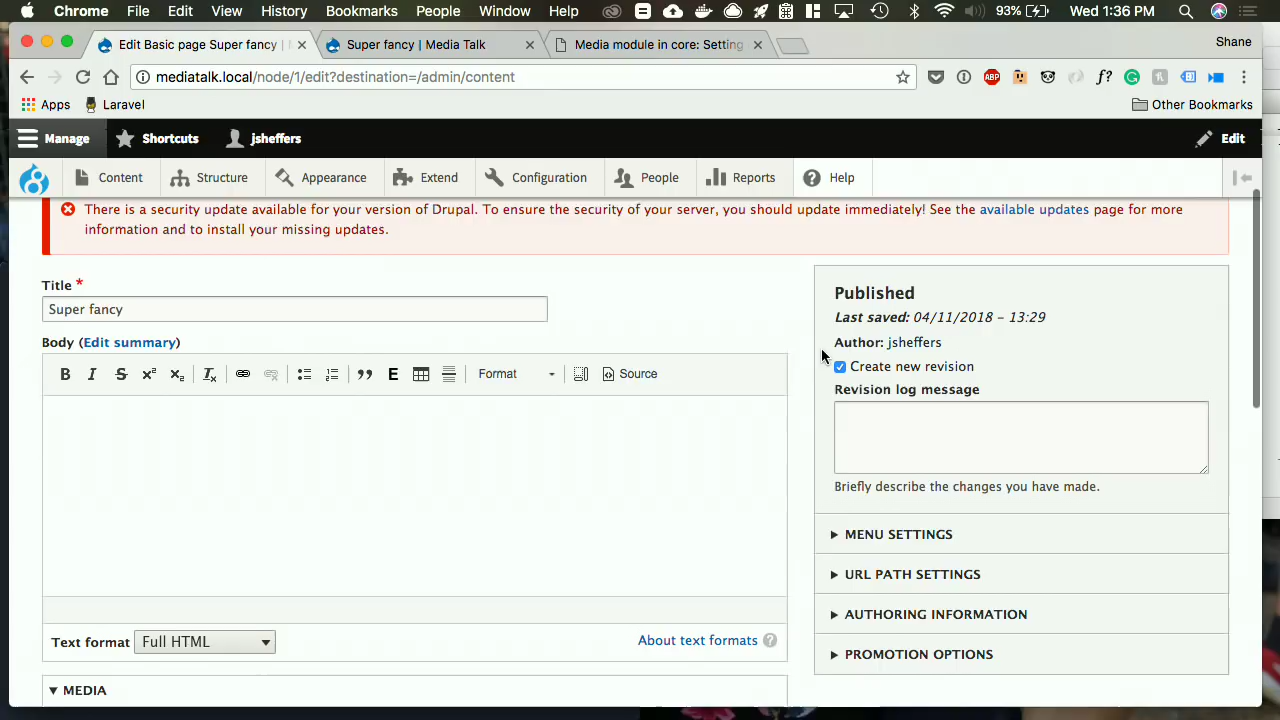 Chrome File Edit View History Bookmarks People Window Help 93% Wed 1:36 PM
Edit Basic page Super fancy | Super fancy | Media Talk Media module in core: Setting Shane
mediatalk.local/node/1/edit?destination=/admin/content ABP f?
Apps Laravel Other Bookmarks
Manage Shortcuts jsheffers Edit
Content Structure Appearance Extend Configuration People Reports Help
There is a security update available for your version of Drupal. To ensure the security of your server, you should update immediately! See the available updates page for more
information and to install your missing updates.
Title *
Super fancy
Body (Edit summary)
B I S x² x₂ Tx E Format Source
Text format Full HTML About text formats ?
MEDIA
Published
Last saved: 04/11/2018 - 13:29
Author: jsheffers
Create new revision
Revision log message
Briefly describe the changes you have made.
MENU SETTINGS
URL PATH SETTINGS
AUTHORING INFORMATION
PROMOTION OPTIONS